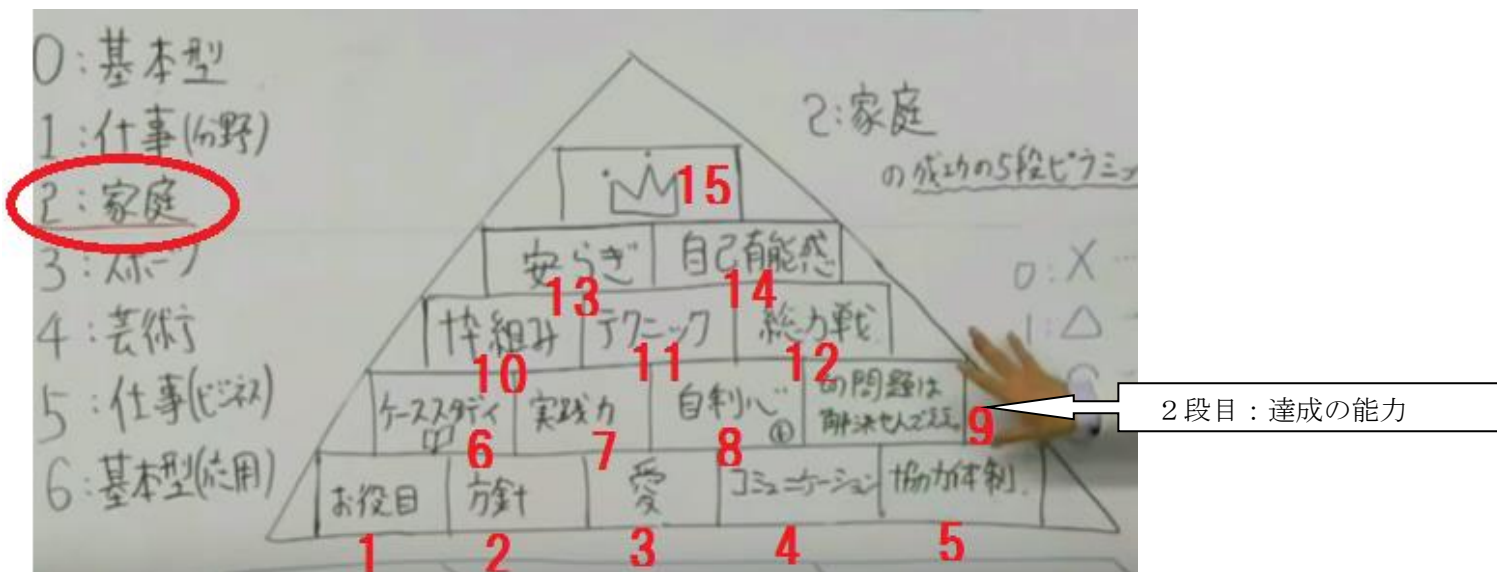 0:基本型
1:仕事(分野)
2:家庭
3:スポーツ
4:芸術
5:仕事(ビジネス)
6:基本型(応用)
2:家庭
の成功の5段ピラミッ
15
安らぎ
自己有能感
13
14
枠組み
テクニック
総力戦
10
11
12
ケーススタディ
実践力
自利心
④
の問題は
解決せんでええ。
6
7
8
9
お役目
方針
愛
コミュニケーション
協力体制
1
2
3
4
5
0:X
1:△
2段目:達成の能力